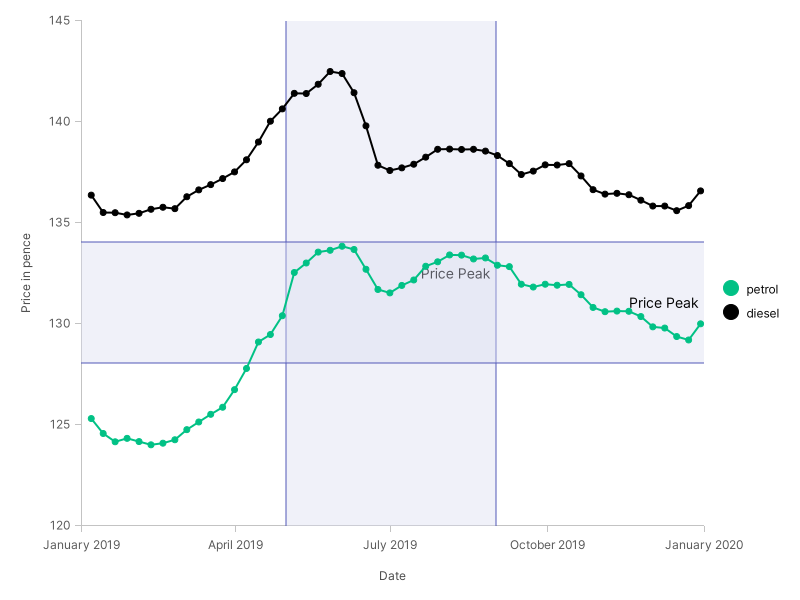 145
140
135
130
125
120
Price in pence
Price Peak
Price Peak
petrol
diesel
January 2019
April 2019
July 2019
October 2019
January 2020
Date